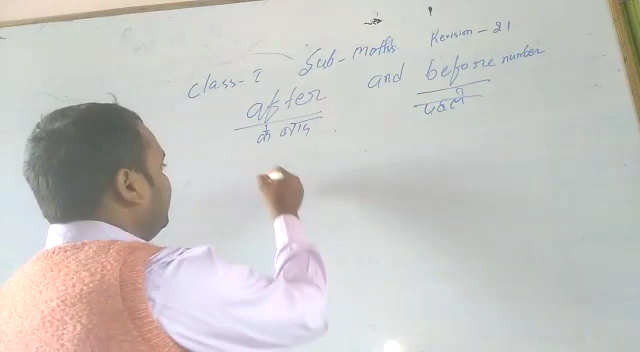 Class-I Sub-maths Revision-21
after and before number
के बाद पहले